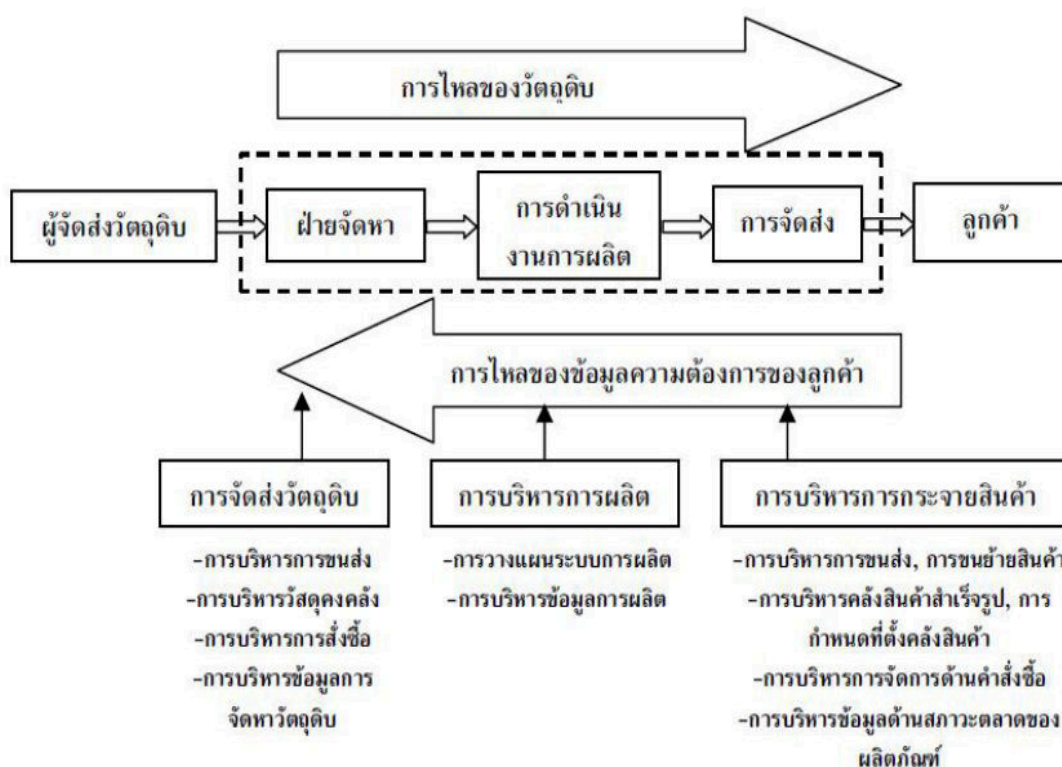 การไหลของวัตถุดิบ
ผู้จัดส่งวัตถุดิบ
ฝ่ายจัดหา
การดำเนิน
งานการผลิต
การจัดส่ง
ลูกค้า
การไหลของข้อมูลความต้องการของลูกค้า
การจัดส่งวัตถุดิบ
-การบริหารการขนส่ง
-การบริหารวัสดุคงคลัง
-การบริหารการสั่งซื้อ
-การบริหารข้อมูลการ
จัดหาวัตถุดิบ
การบริหารการผลิต
-การวางแผนระบบการผลิต
-การบริหารข้อมูลการผลิต
การบริหารการกระจายสินค้า
-การบริหารการขนส่ง, การขนย้ายสินค้า
-การบริหารคลังสินค้าสำเร็จรูป, การ
กำหนดที่ตั้งคลังสินค้า
-การบริหารการจัดการด้านคำสั่งซื้อ
-การบริหารข้อมูลด้านสภาวะตลาดของ
ผลิตภัณฑ์